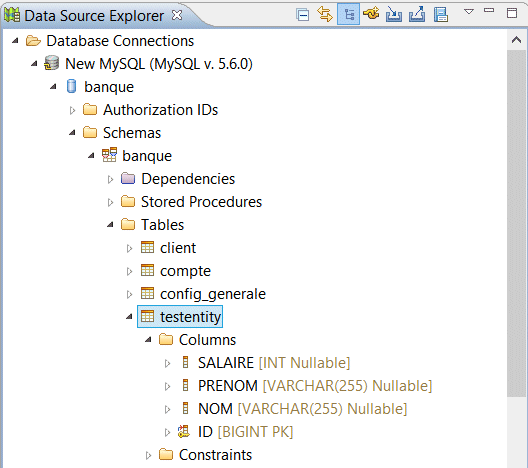 Data Source Explorer
Database Connections
New MySQL (MySQL v. 5.6.0)
banque
Authorization IDs
Schemas
banque
Dependencies
Stored Procedures
Tables
client
compte
config_generale
testentity
Columns
SALAIRE [INT Nullable]
PRENOM [VARCHAR(255) Nullable]
NOM [VARCHAR(255) Nullable]
ID [BIGINT PK]
Constraints